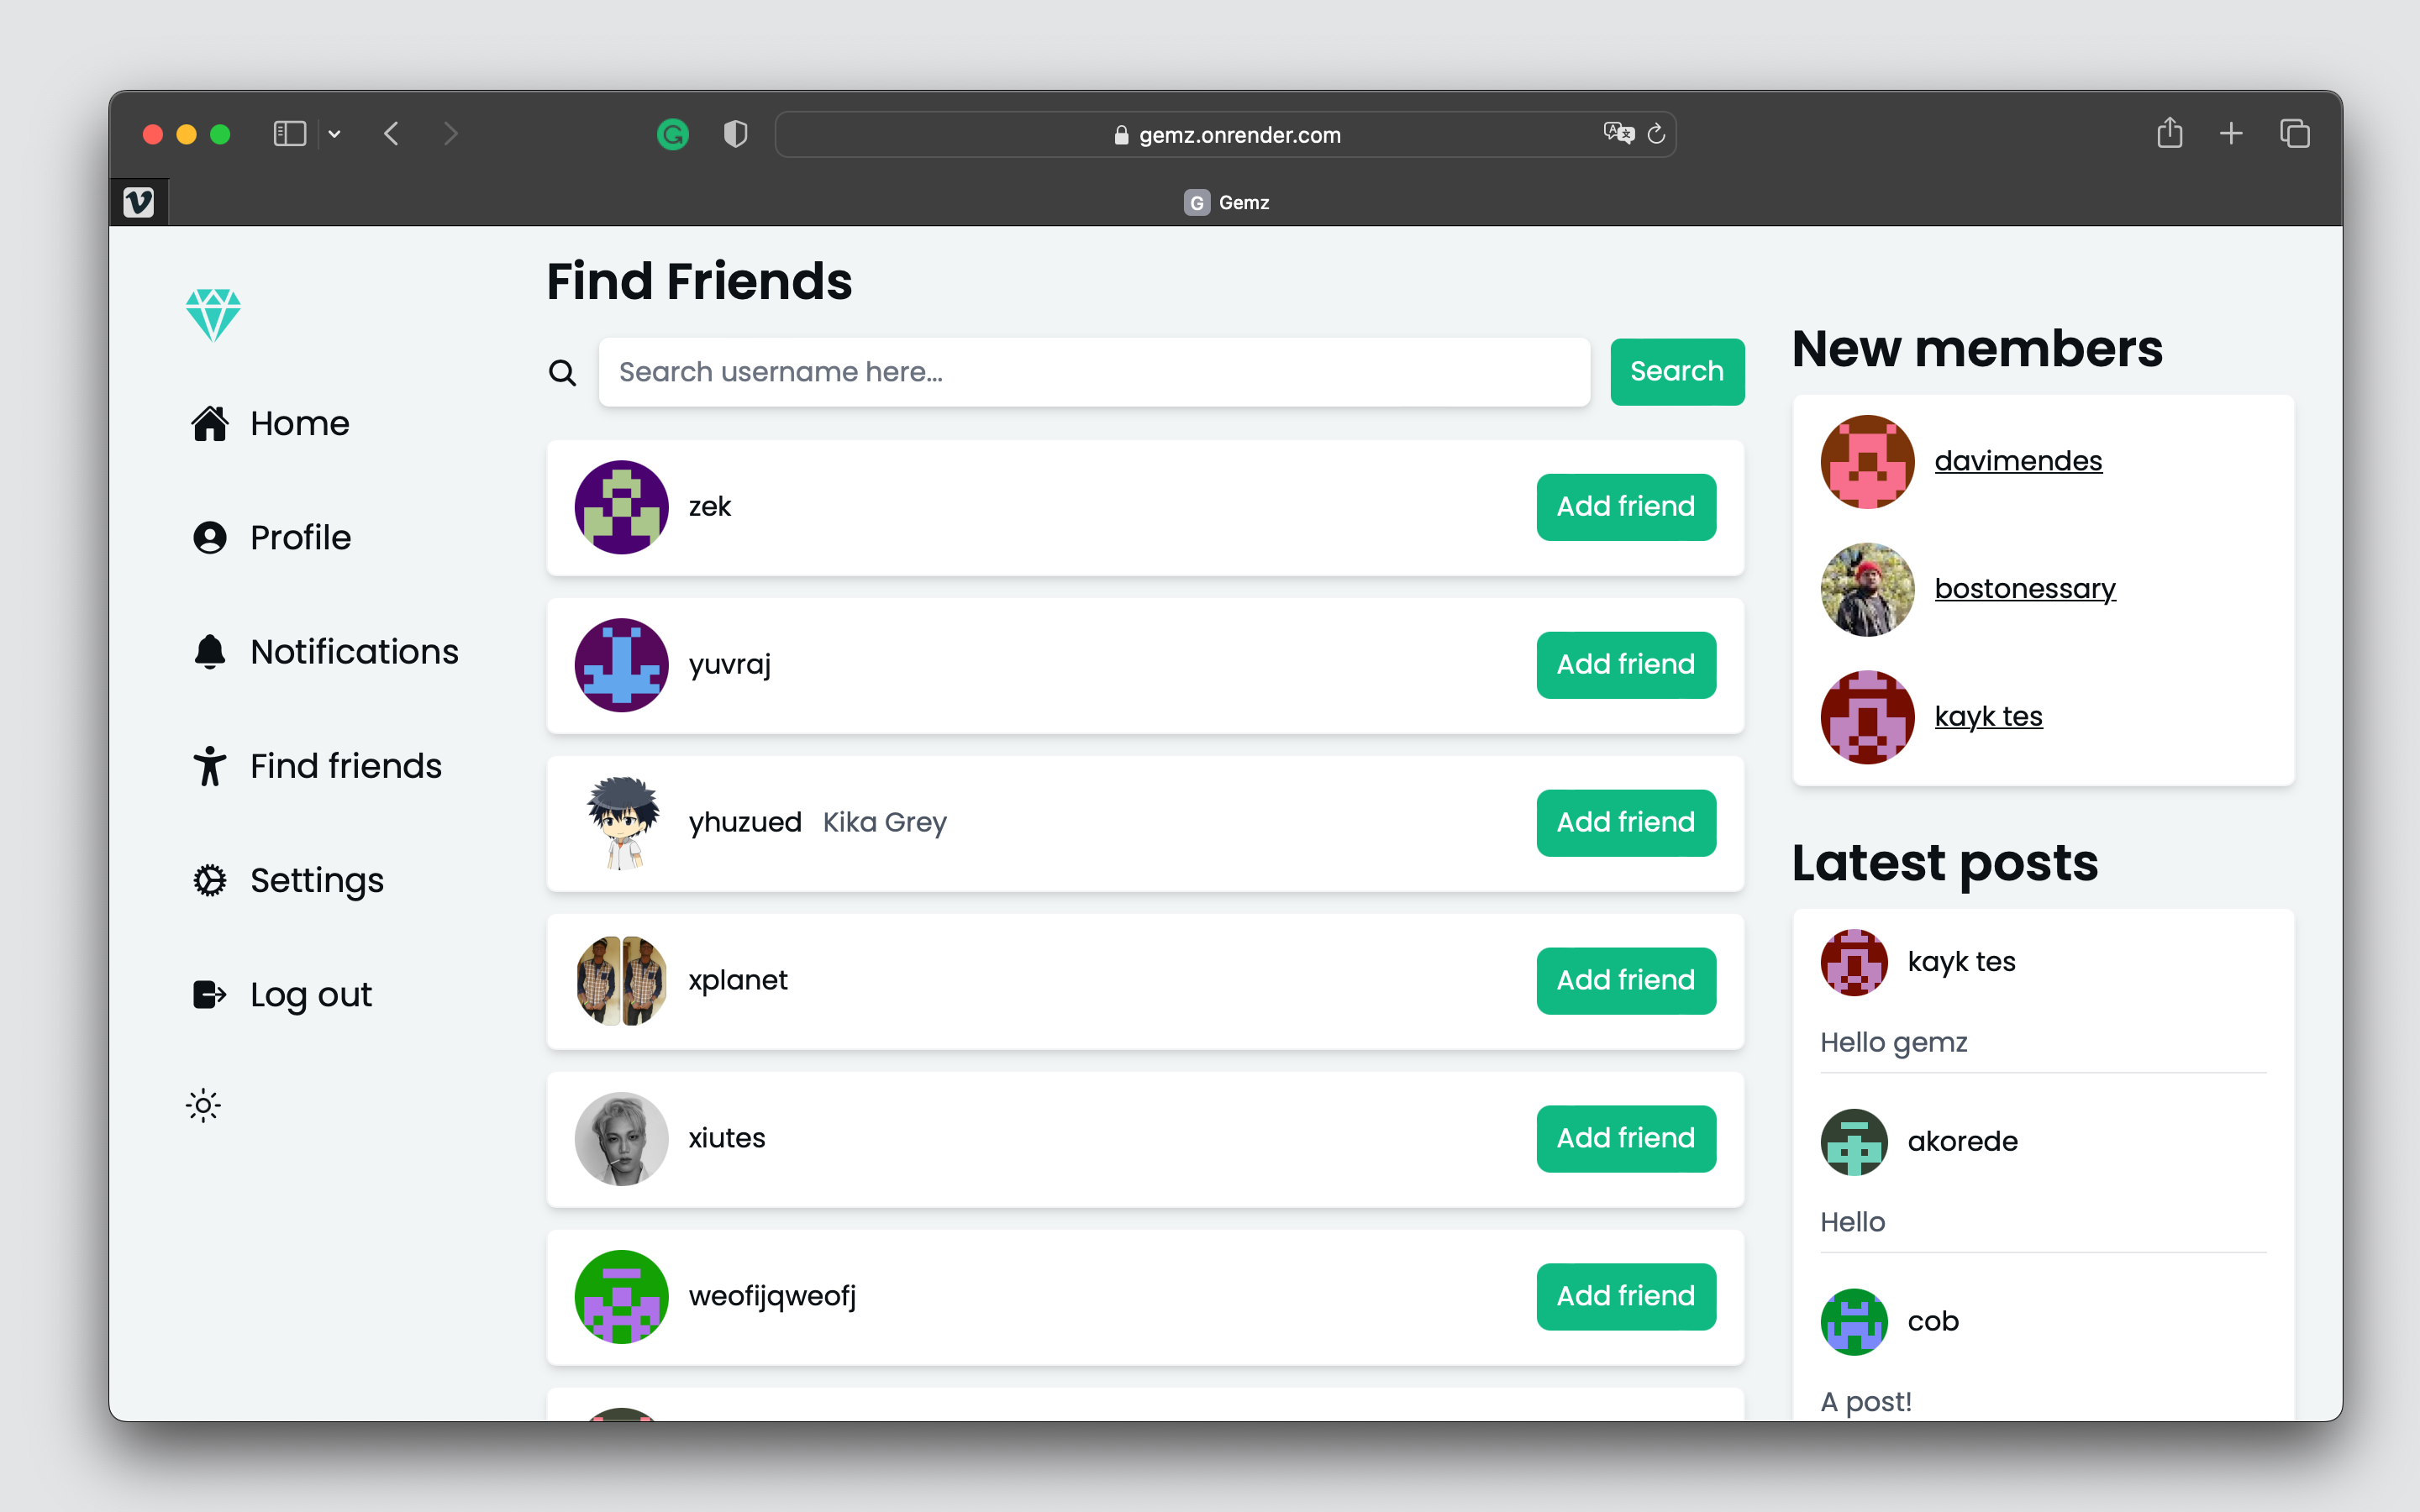 gemz.onrender.com
G Gemz
Home
Profile
Notifications
Find friends
Settings
Log out
Find Friends
Search username here...
Search
zek
Add friend
yuvraj
Add friend
yhuzued Kika Grey
Add friend
xplanet
Add friend
xiutes
Add friend
weofijqweofj
Add friend
New members
davimendes
bostonessary
kayk tes
Latest posts
kayk tes
Hello gemz
akorede
Hello
cob
A post!